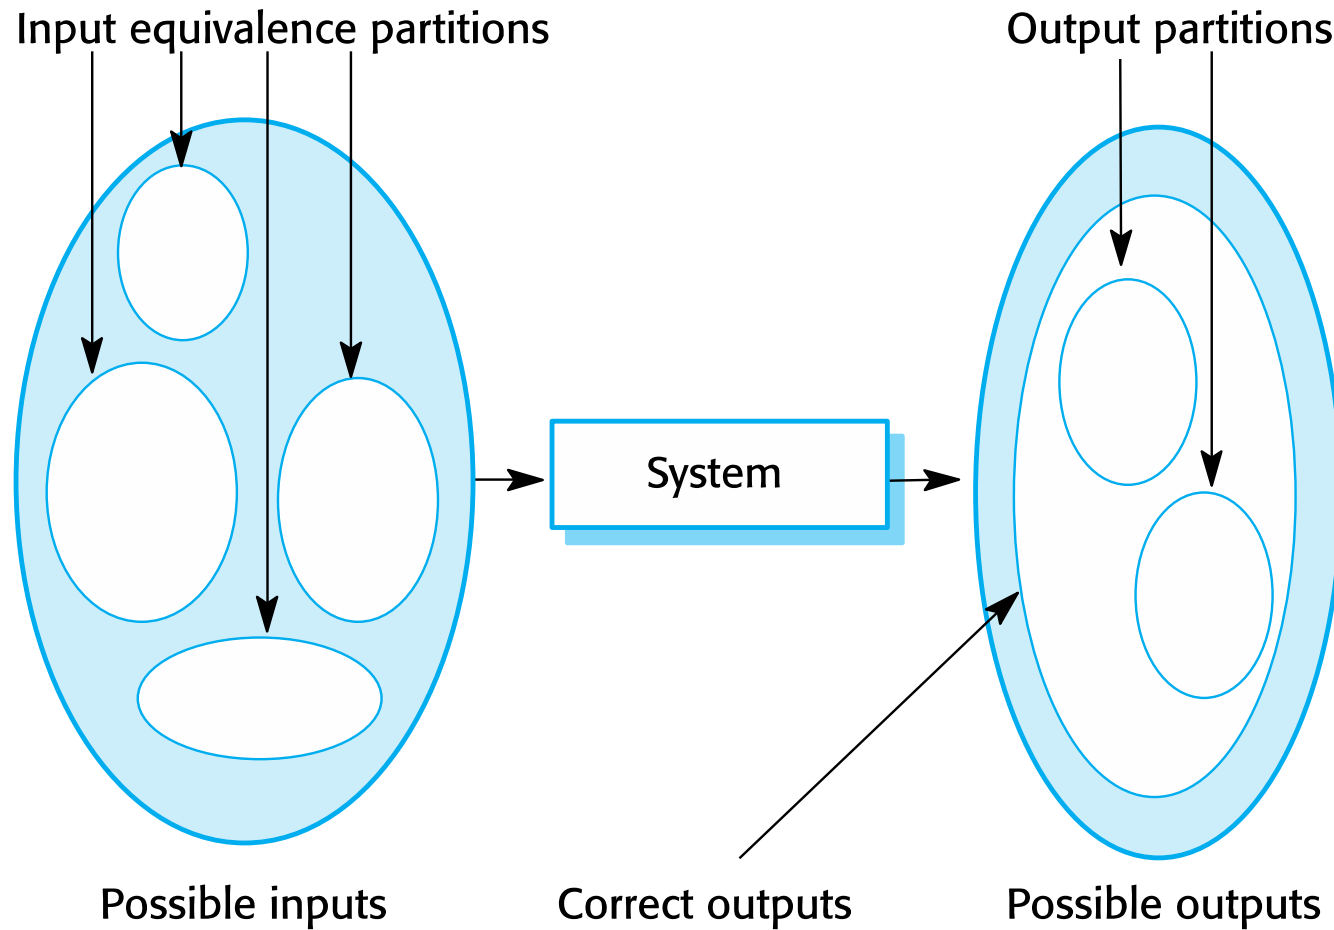 Input equivalence partitions
Output partitions
System
Possible inputs
Correct outputs
Possible outputs